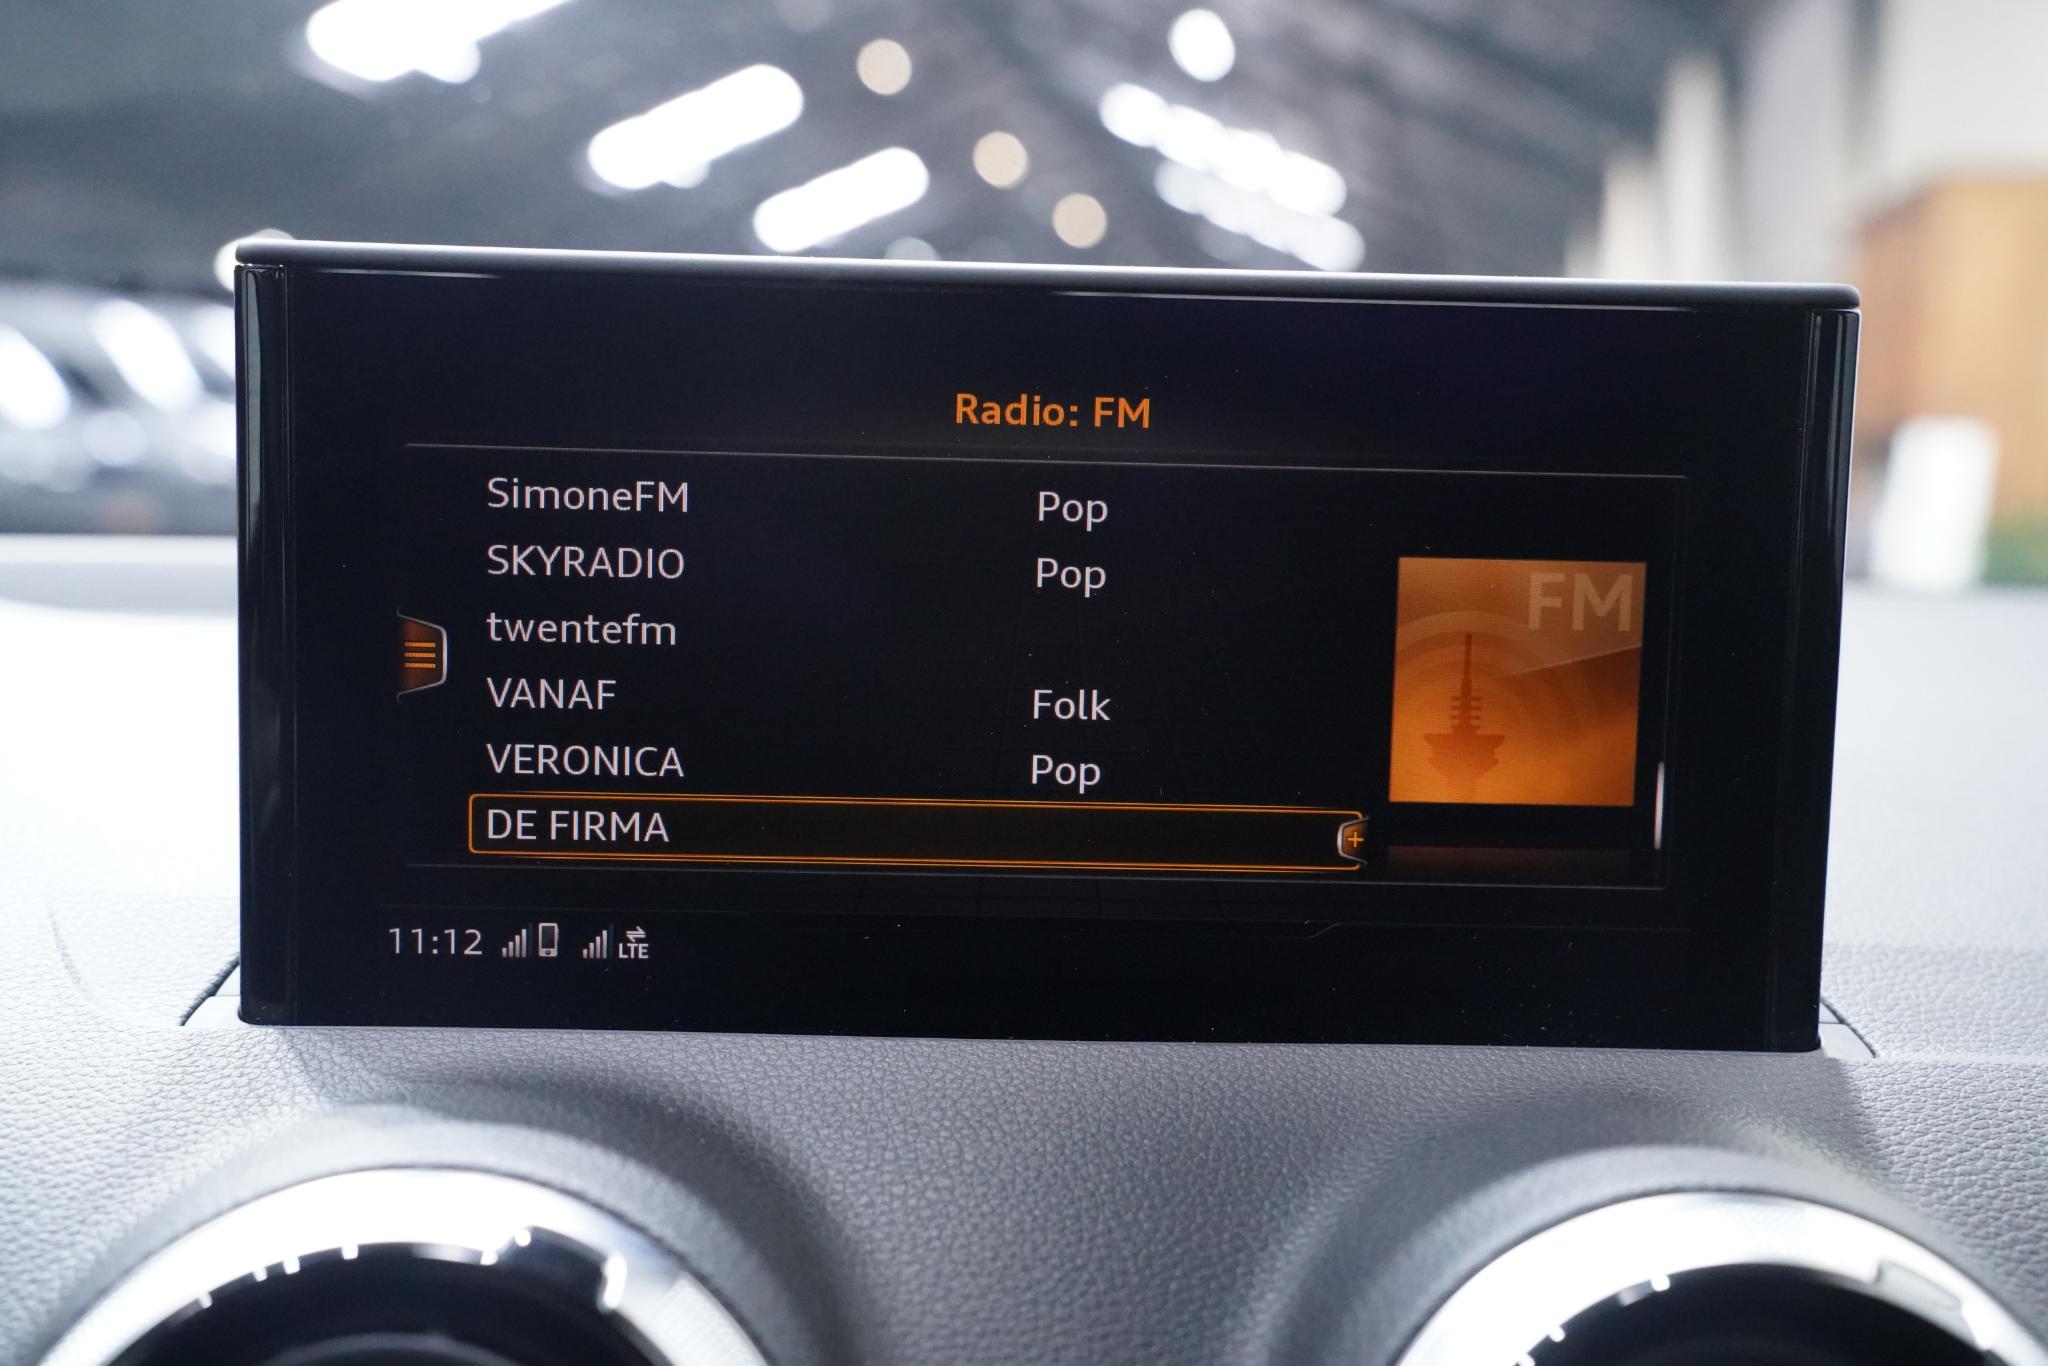 Radio: FM
SimoneFM Pop
SKYRADIO Pop
twentefm
VANAF Folk
VERONICA Pop
DE FIRMA +
FM
11:12 LTE